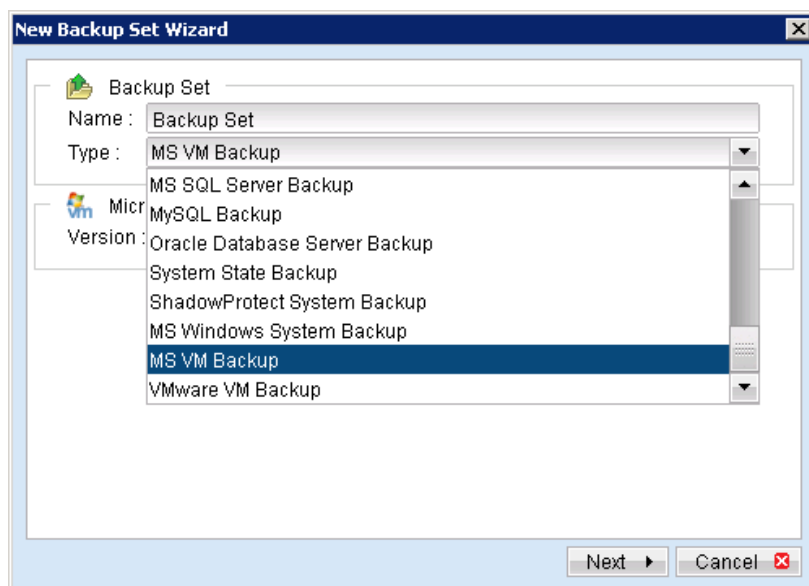 New Backup Set Wizard
Backup Set
Name : Backup Set
Type : MS VM Backup
MS SQL Server Backup
Micr
MySQL Backup
Version :
Oracle Database Server Backup
System State Backup
ShadowProtect System Backup
MS Windows System Backup
MS VM Backup
VMware VM Backup
Next
Cancel